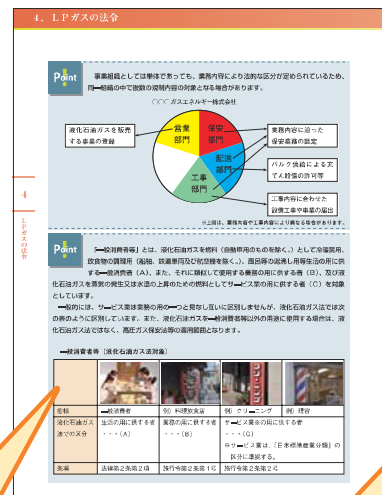 4. LPガスの法令
Point
事業組織としては単体であっても、業務内容により法的な区分が定められているため、
同一組織の中で複数の規制内容の対象となる場合があります。
〇〇〇 ガスエネルギー株式会社
液化石油ガスを販売
する事業の登録
営業
部門
保安
部門
配送
部門
工事
部門
業務内容に迫った
保安業務の認定
バルク供給による充
てん設備の許可等
工事内容に合わせた
設備工事や事業の届出
※上図は、業務内容や工事内容により異なる場合があります。
4
LPガスの法令
Point
「一般消費者等」とは、液化石油ガスを燃料（自動車用のものを除く。）として冷暖房用、
飲食物の調理用（船舶、鉄道車両及び航空機を除く。）、風呂等の湯沸し用等生活の用に供
する一般消費者（A）、また、それに類似して使用する業務の用に供する者（B）、及び液
化石油ガスを蒸気の発生又は水温の上昇のための燃料としてサービス業の用に供する者（C）を対象
としています。
一般的には、サービス業は業務の用の一つと見なし互いに区別しませんが、液化石油ガス法では次
の表のように区別しています。また、液化石油ガスを一般消費者等以外の用途に使用する場合は、液
化石油ガス法ではなく、高圧ガス保安法等の適用範囲となります。
一般消費者等（液化石油ガス法対象）
一般消費者
例）料理飲食店
例）クリーニング
例）理容
液化石油ガス
法での区分
生活の用に供する者
・・・（A）
業務の用に供する者
・・・（B）
サービス業等の用に供する者
・・・（C）
※サービス業は、「日本標準産業分類」の
区分に準拠する。
条項
法律第2条第2項
施行令第2条第1号
施行令第2条第2号